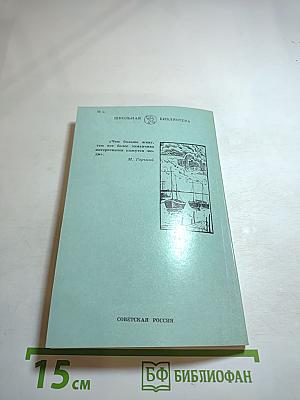 ШКОЛЬНАЯ БИБЛИОТЕКА
«Чем больше живу,
тем все более
интересными кажутся лю-
ди».
М. Горький
СОВЕТСКАЯ РОССИЯ
15 см
БФ БИБЛИОФАН